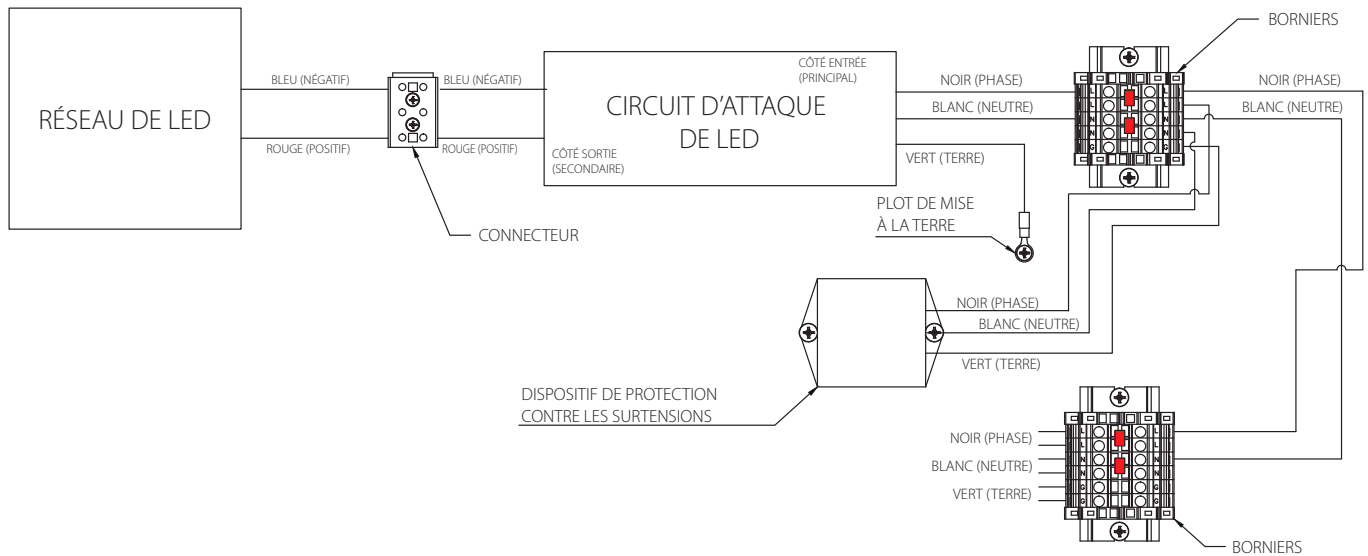 BORNIERS
RÉSEAU DE LED
BLEU (NÉGATIF)
ROUGE (POSITIF)
BLEU (NÉGATIF)
ROUGE (POSITIF)
CONNECTEUR
CÔTÉ ENTRÉE
(PRINCIPAL)
CIRCUIT D'ATTAQUE
DE LED
CÔTÉ SORTIE
(SECONDAIRE)
NOIR (PHASE)
BLANC (NEUTRE)
VERT (TERRE)
L
L
N
N
G
L
L
N
N
G
NOIR (PHASE)
BLANC (NEUTRE)
PLOT DE MISE
À LA TERRE
NOIR (PHASE)
BLANC (NEUTRE)
VERT (TERRE)
DISPOSITIF DE PROTECTION
CONTRE LES SURTENSIONS
NOIR (PHASE)
BLANC (NEUTRE)
VERT (TERRE)
L
L
N
N
G
G
L
L
N
N
G
G
BORNIERS